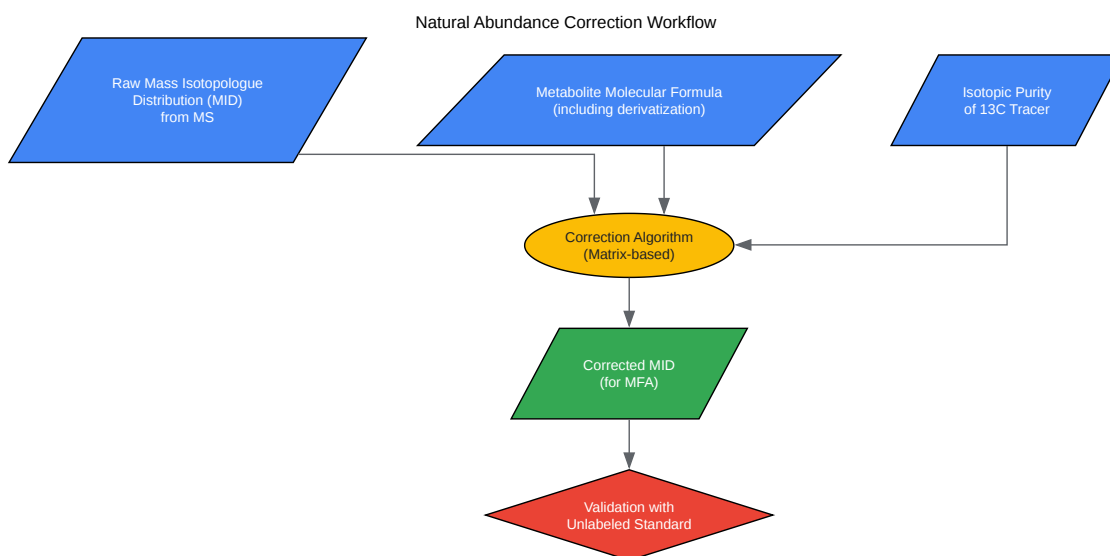 Natural Abundance Correction Workflow
Raw Mass Isotopologue
Distribution (MID)
from MS
Metabolite Molecular Formula
(including derivatization)
Isotopic Purity
of 13C Tracer
Correction Algorithm
(Matrix-based)
Corrected MID
(for MFA)
Validation with
Unlabeled Standard